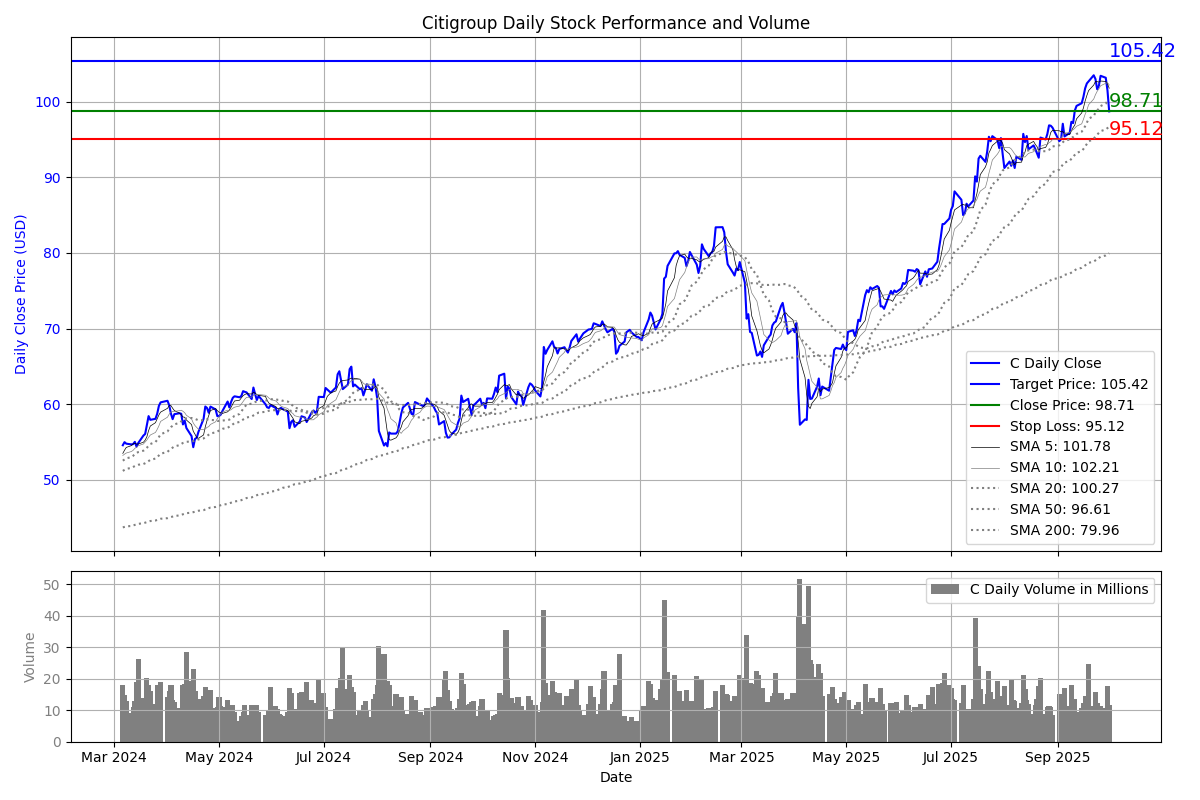 Citigroup Daily Stock Performance and Volume
105.42
98.71
95.12
100
90
80
70
60
50
Daily Close Price (USD)
C Daily Close
Target Price: 105.42
Close Price: 98.71
Stop Loss: 95.12
SMA 5: 101.78
SMA 10: 102.21
SMA 20: 100.27
SMA 50: 96.61
SMA 200: 79.96
50
40
30
20
10
0
Volume
C Daily Volume in Millions
Mar 2024 May 2024 Jul 2024 Sep 2024 Nov 2024 Jan 2025 Mar 2025 May 2025 Jul 2025 Sep 2025
Date